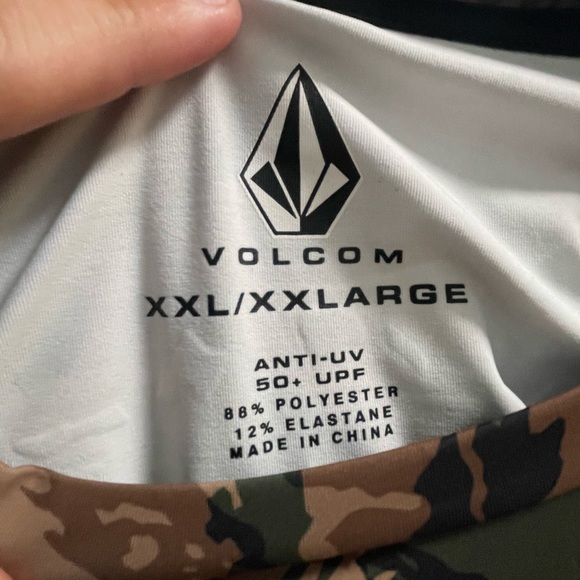 VOLCOM
XXL/XXLARGE
ANTI-UV
50+ UPF
88% POLYESTER
12% ELASTANE
MADE IN CHINA